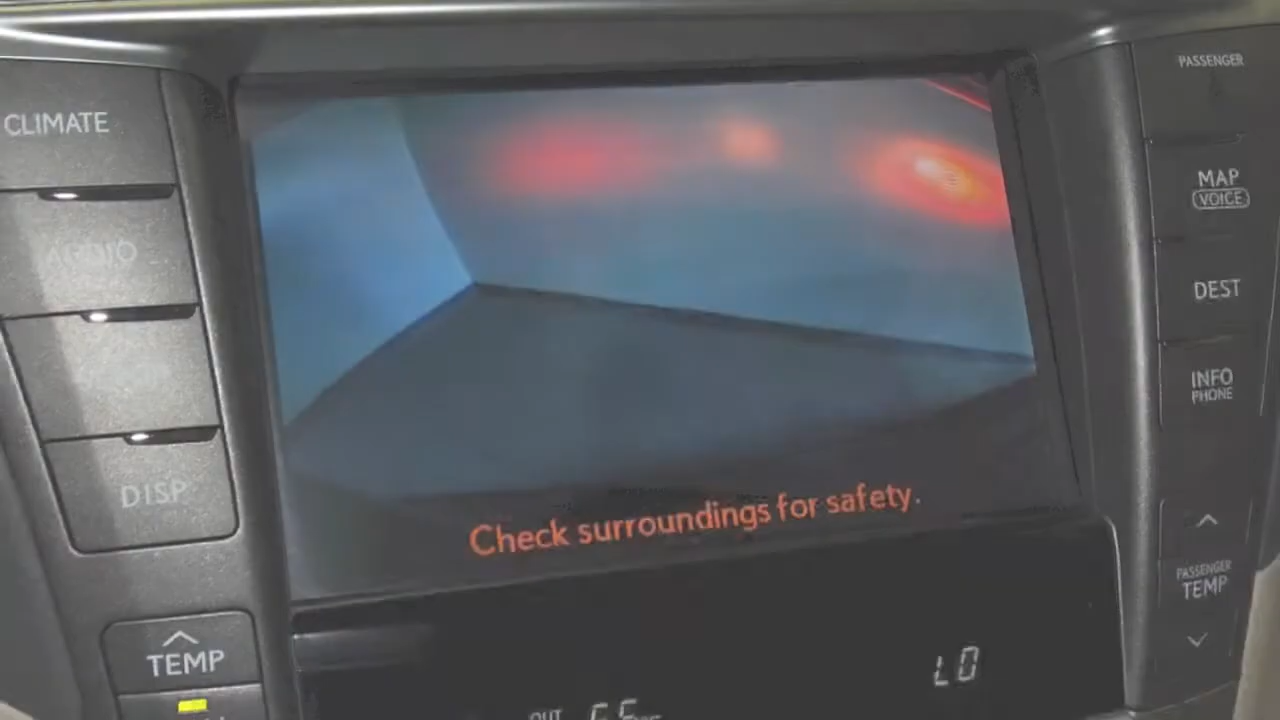 CLIMATE
AUDIO
DISP
TEMP
Check surroundings for safety.
LO
OUT
PASSENGER
MAP
VOICE
DEST
INFO
PHONE
PASSENGER
TEMP